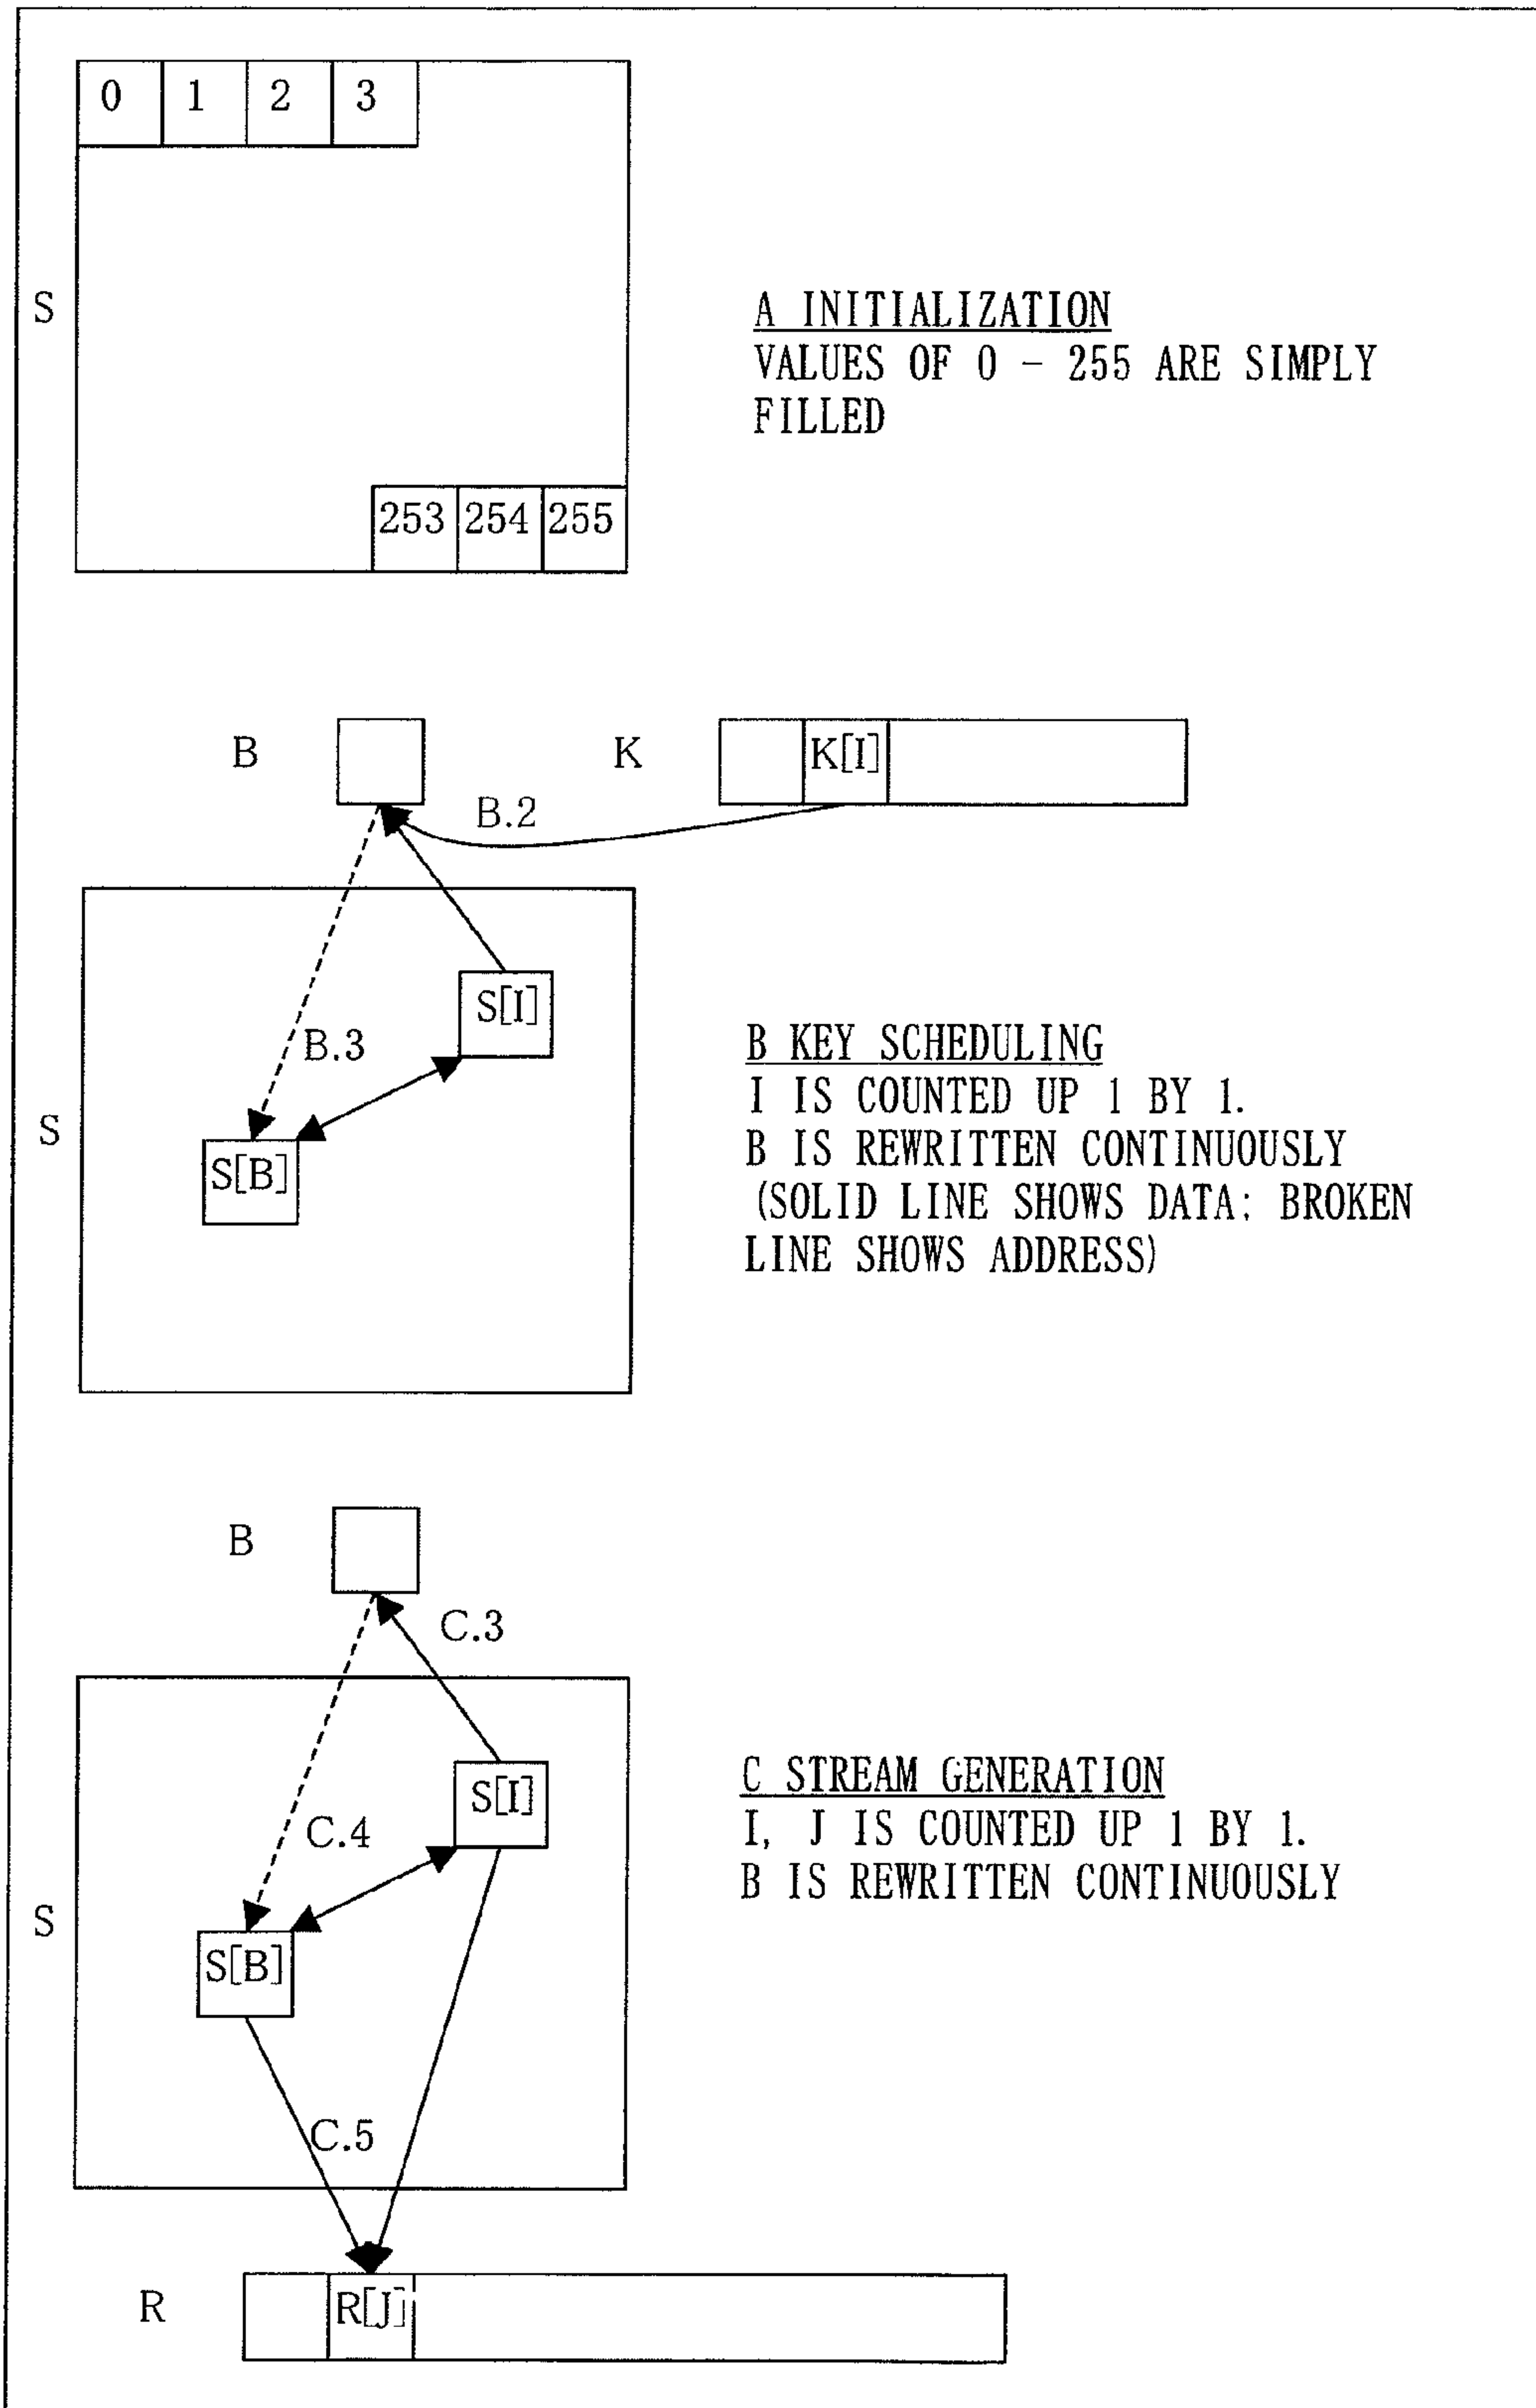 0 1 2 3
S
A INITIALIZATION
VALUES OF 0 - 255 ARE SIMPLY
FILLED
253 254 255
B
K
K[I]
B.2
S[I]
B.3
S
S[B]
B KEY SCHEDULING
I IS COUNTED UP 1 BY 1.
B IS REWRITTEN CONTINUOUSLY
(SOLID LINE SHOWS DATA: BROKEN
LINE SHOWS ADDRESS)
B
C.3
S[I]
C.4
S
S[B]
C STREAM GENERATION
I, J IS COUNTED UP 1 BY 1.
B IS REWRITTEN CONTINUOUSLY
C.5
R
R[J]